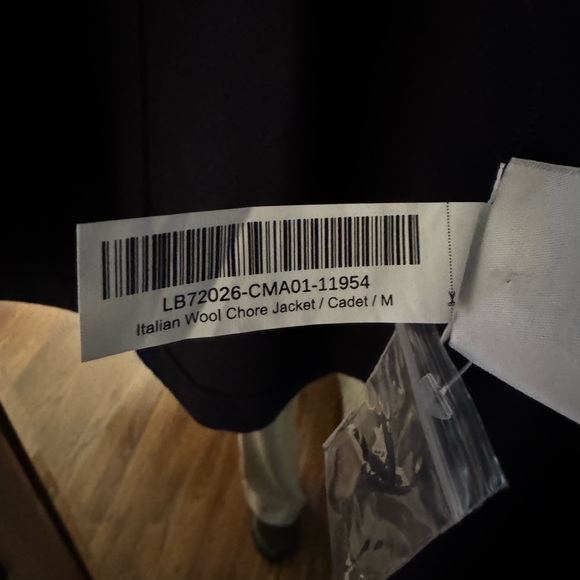 LB72026-CMA01-11954
Italian Wool Chore Jacket / Cadet / M